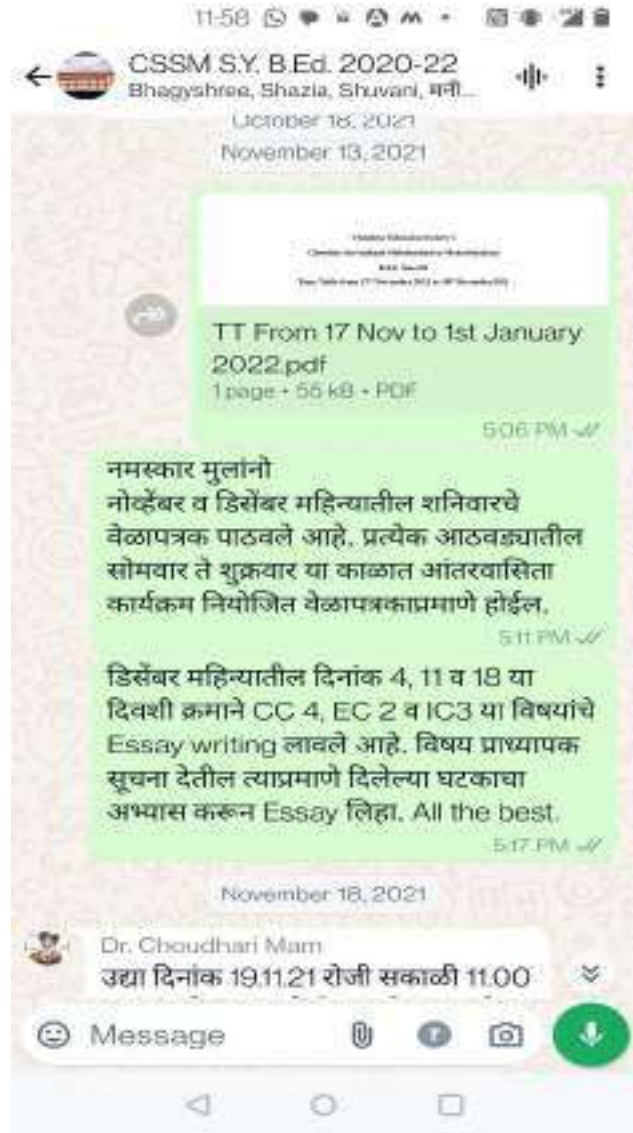 11:58
CSSM S.Y. B.Ed. 2020-22
Bhagyshree, Shazia, Shuvani, मनी...
October 18, 2021
November 13, 2021
TT From 17 Nov to 1st January
2022.pdf
1 page • 55 kB • PDF
5:06 PM
नमस्कार मुलांनो
नोव्हेंबर व डिसेंबर महिन्यातील शनिवारचे
वेळापत्रक पाठवले आहे. प्रत्येक आठवड्यातील
सोमवार ते शुक्रवार या काळात आंतरवासिता
कार्यक्रम नियोजित वेळापत्रकाप्रमाणे होईल.
5:11 PM
डिसेंबर महिन्यातील दिनांक 4, 11 व 18 या
दिवशी क्रमाने CC 4, EC 2 व IC3 या विषयांचे
Essay writing लावले आहे. विषय प्राध्यापक
सूचना देतील त्याप्रमाणे दिलेल्या घटकाचा
अभ्यास करून Essay लिहा. All the best.
5:17 PM
November 18, 2021
Dr. Choudhari Mam
उद्या दिनांक 19.11.21 रोजी सकाळी 11.00
Message